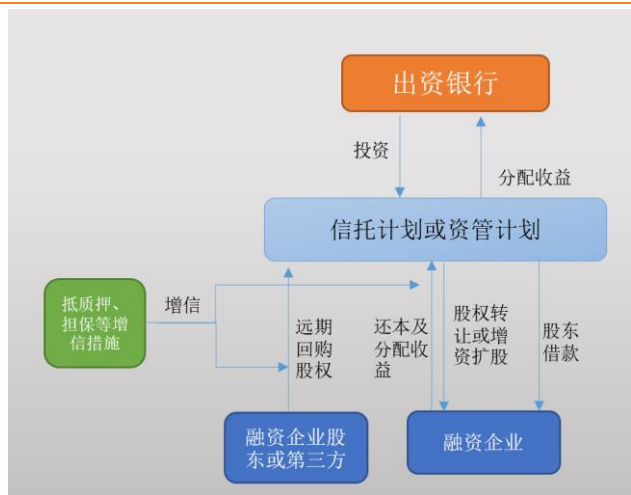 出资银行
投资
分配收益
信托计划或资管计划
抵质押、
担保等增
信措施
增信
远期
回购
股权
还本及
分配收
益
股权转
让或增
资扩股
股东
借款
融资企业股
东或第三方
融资企业